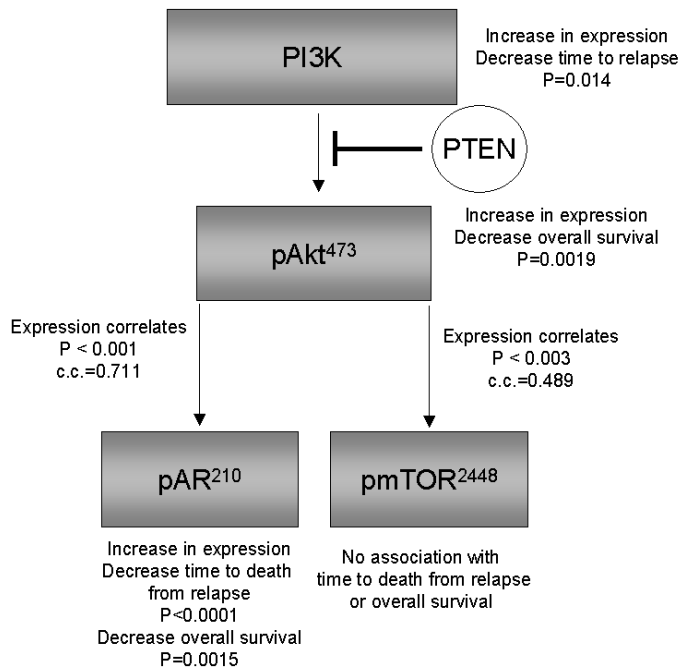 PI3K
Increase in expression
Decrease time to relapse
P=0.014
PTEN
pAkt⁴⁷³
Increase in expression
Decrease overall survival
P=0.0019
Expression correlates
P < 0.001
c.c.=0.711
Expression correlates
P < 0.003
c.c.=0.489
pAR²¹⁰
pmTOR²⁴⁴⁸
Increase in expression
Decrease time to death
from relapse
P<0.0001
Decrease overall survival
P=0.0015
No association with
time to death from relapse
or overall survival